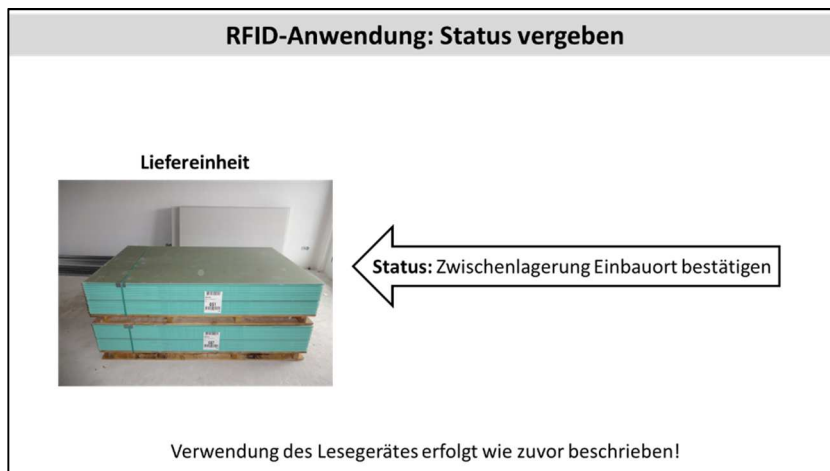 RFID-Anwendung: Status vergeben
Liefereinheit
Status: Zwischenlagerung Einbauort bestätigen
Verwendung des Lesegerätes erfolgt wie zuvor beschrieben!